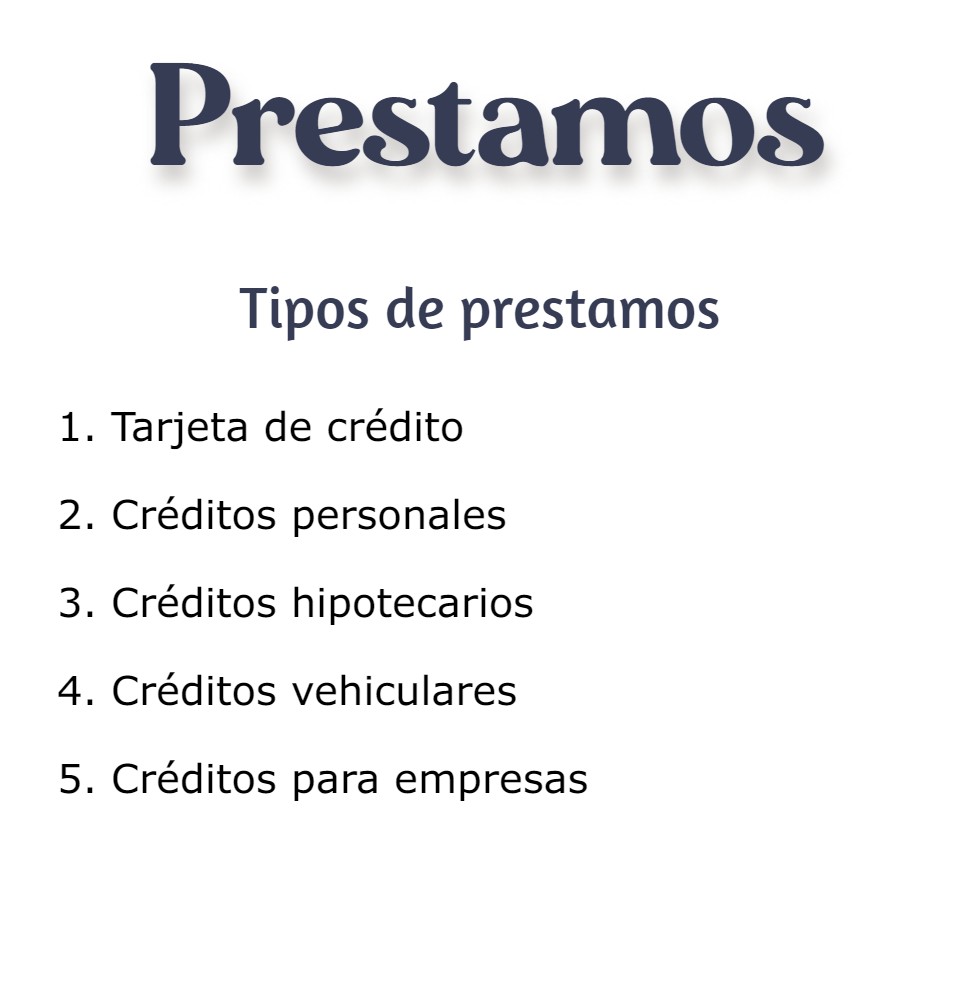 Prestamos
Tipos de prestamos
1. Tarjeta de crédito
2. Créditos personales
3. Créditos hipotecarios
4. Créditos vehiculares
5. Créditos para empresas